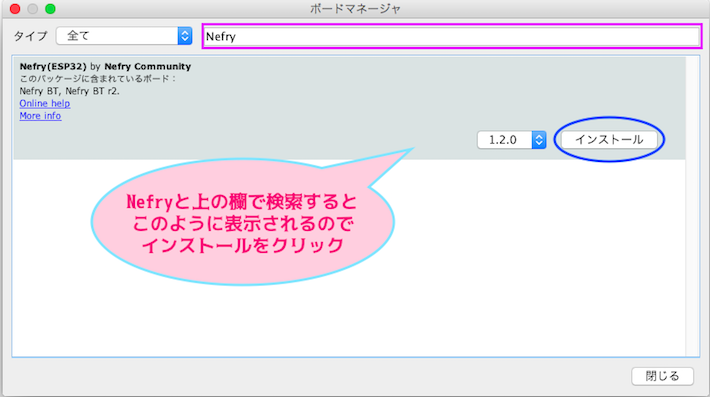 ボードマネージャ
タイプ 全て Nefry
Nefry(ESP32) by Nefry Community
このパッケージに含まれているボード：
Nefry BT, Nefry BT r2.
Online help
More info
1.2.0 インストール
Nefryと上の欄で検索すると
このように表示されるので
インストールをクリック
閉じる